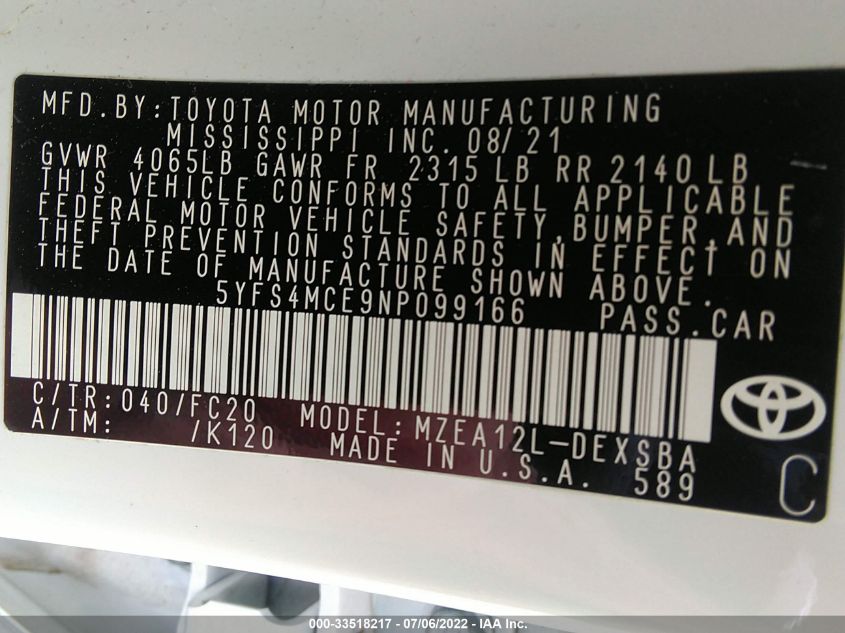 MFD. BY: TOYOTA MOTOR MANUFACTURING
MISSISSIPPI INC. 08/21
GVWR 4065LB GAWR FR 2315 LB RR 2140 LB
THIS VEHICLE CONFORMS TO ALL APPLICABLE
FEDERAL MOTOR VEHICLE SAFETY, BUMPER, AND
THEFT PREVENTION STANDARDS IN EFFECT ON
THE DATE OF MANUFACTURE SHOWN ABOVE.
5YFS4MCE9NP099166 PASS. CAR
C/TR: 040/FC20 MODEL: MZEA12L-DEXSBA
A/TM: /K120 MADE IN U.S.A. 589
C
000-33518217 - 07/06/2022 - IAA Inc.